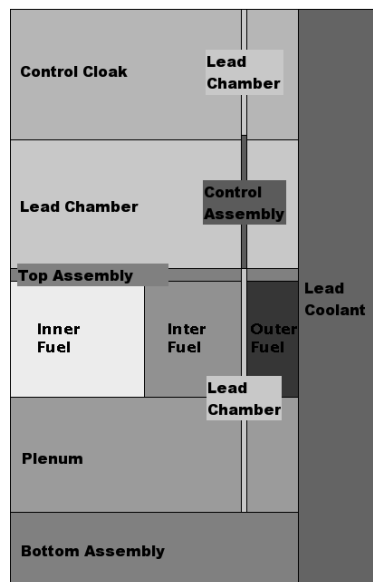 Control Cloak
Lead
Chamber
Lead Chamber
Control
Assembly
Top Assembly
Lead
Coolant
Inner
Fuel
Inter
Fuel
Outer
Fuel
Lead
Chamber
Plenum
Bottom Assembly